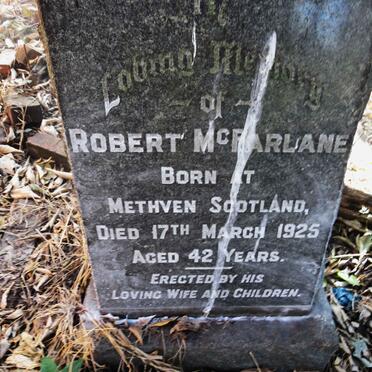 In
Loving Memory
of
ROBERT MCFARLANE
BORN AT
METHVEN SCOTLAND,
DIED 17TH MARCH 1925
AGED 42 YEARS.
ERECTED BY HIS
LOVING WIFE AND CHILDREN.